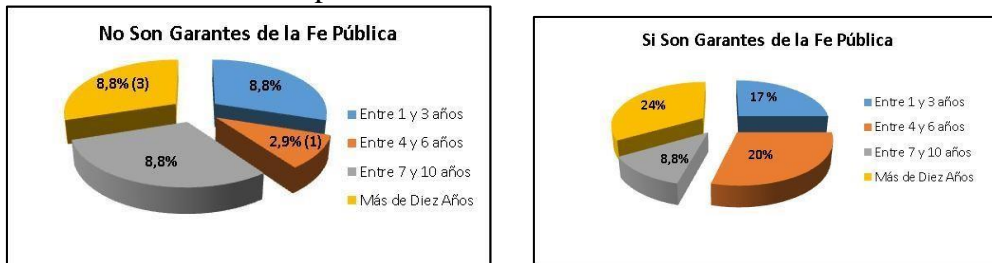 No Son Garantes de la Fe Pública
8,8% (3)
8,8%
2,9% (1)
8,8%
Entre 1 y 3 años
Entre 4 y 6 años
Entre 7 y 10 años
Más de Diez Años
Si Son Garantes de la Fe Pública
24%
17 %
8,8%
20%
Entre 1 y 3 años
Entre 4 y 6 años
Entre 7 y 10 años
Más de Diez Años